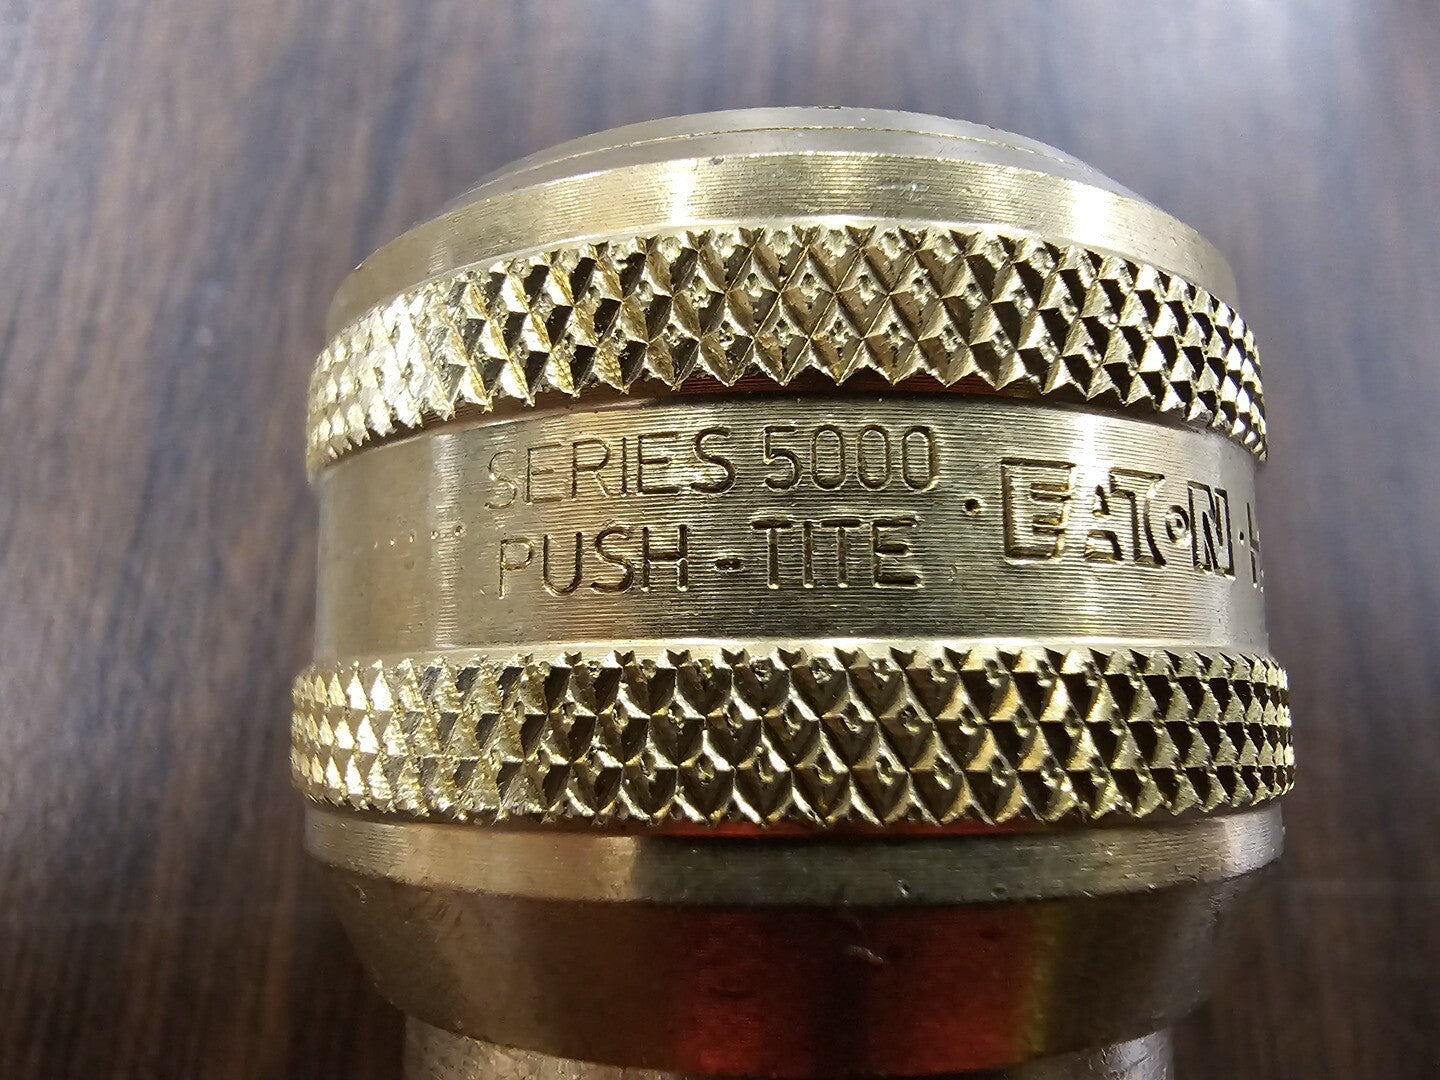 SERIES 5000
PUSH-TITE
· EATON ·